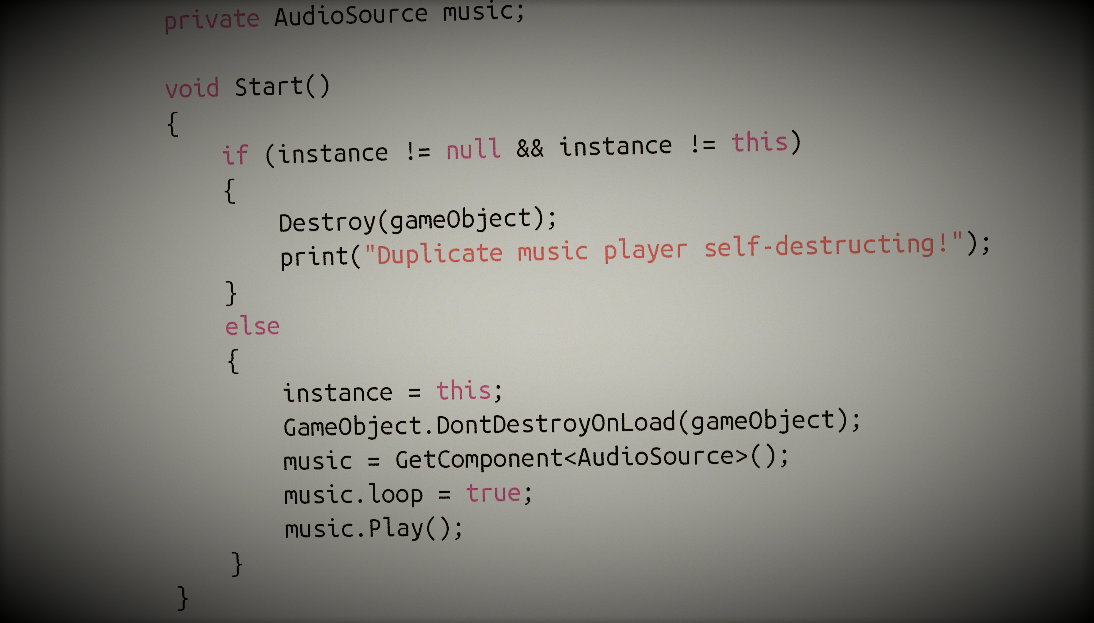 private AudioSource music;
void Start()
{
if (instance != null && instance != this)
{
Destroy(gameObject);
print("Duplicate music player self-destructing!");
}
else
{
instance = this;
GameObject.DontDestroyOnLoad(gameObject);
music = GetComponent<AudioSource>();
music.loop = true;
music.Play();
}
}